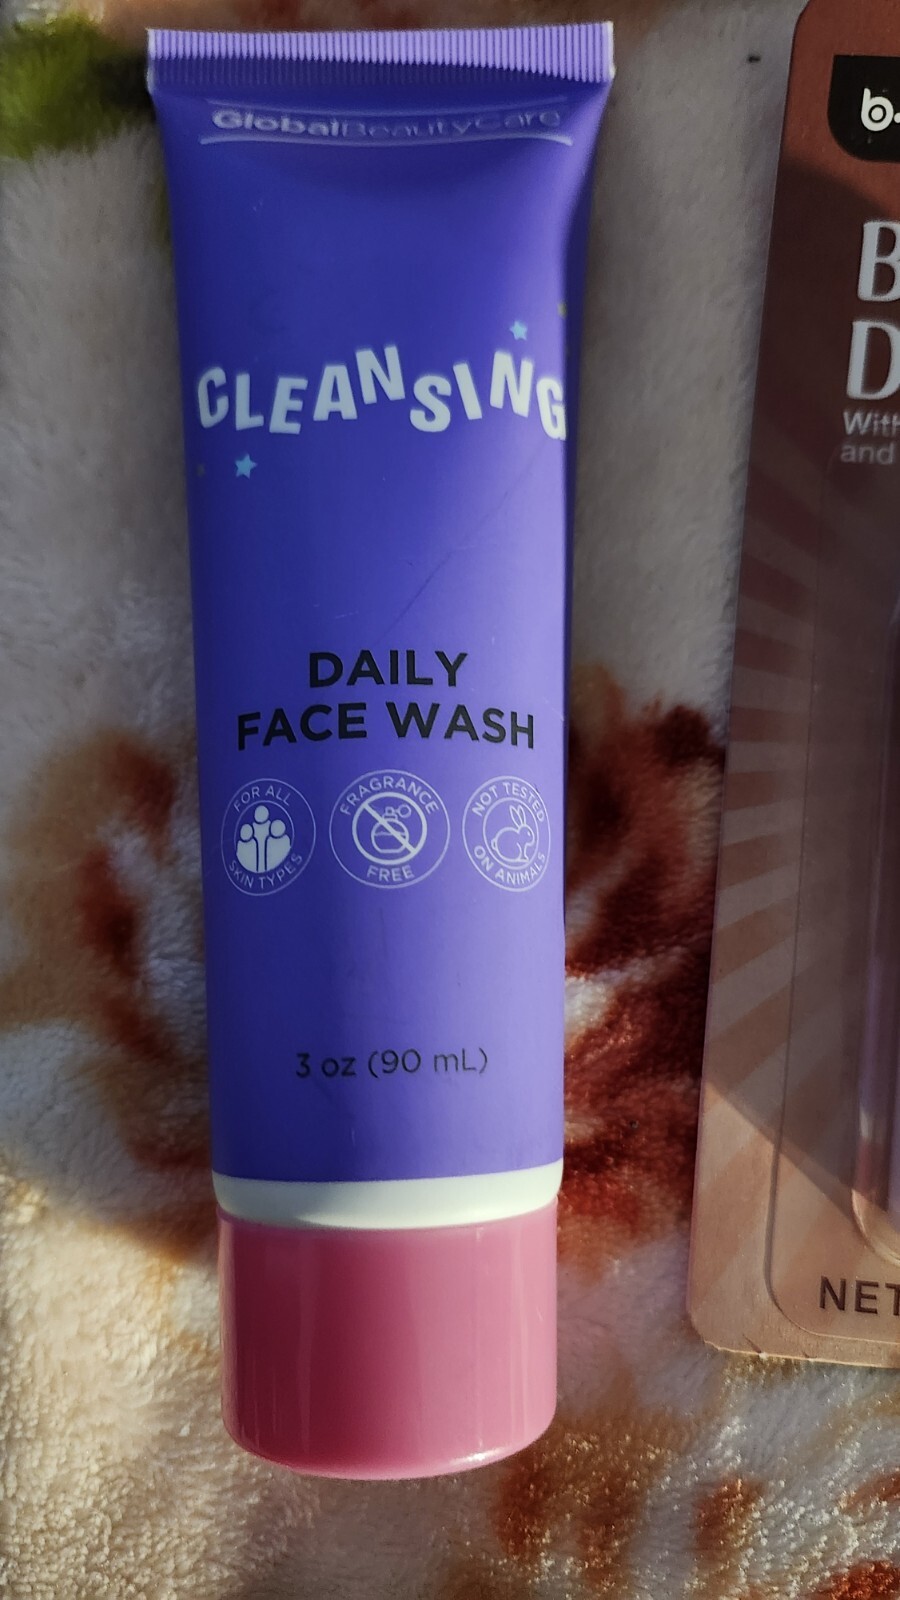 GlobalBeautyCare
CLEANSING
DAILY
FACE WASH
FOR ALL
SKIN TYPES
FRAGRANCE
FREE
NOT TESTED
ON ANIMALS
3 oz (90 mL)
b.
B
D
With
and
NET